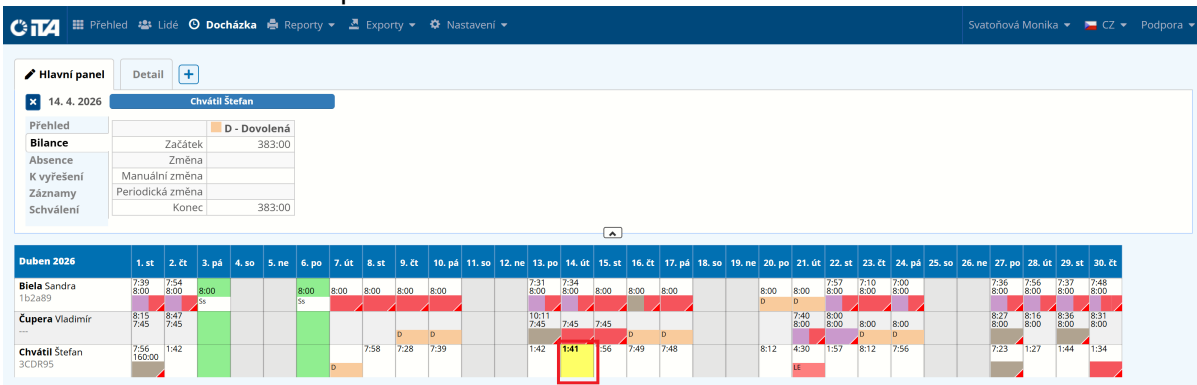 ITA Přehled Lidé Docházka Reporty Exporty Nastavení Svatoňová Monika CZ Podpora
Hlavní panel Detail +
14. 4. 2026 Chvátil Štefan
Přehled
Bilance
Absence
K vyřešení
Záznamy
Schválení
D - Dovolená
Začátek 383:00
Změna
Manuální změna
Periodická změna
Konec 383:00
Duben 2026 1. st 2. čt 3. pá 4. so 5. ne 6. po 7. út 8. st 9. čt 10. pá 11. so 12. ne 13. po 14. út 15. st 16. čt 17. pá 18. so 19. ne 20. po 21. út 22. st 23. čt 24. pá 25. so 26. ne 27. po 28. út 29. st 30. čt
Biela Sandra 7:39 7:54 7:31 7:34 7:57 7:10 7:00 7:36 7:56 7:37 7:48
1b2a89 8:00 8:00 8:00 8:00 8:00 8:00 8:00 8:00 8:00 8:00 8:00 8:00 8:00 8:00 8:00 8:00 8:00 8:00 8:00 8:00 8:00 8:00
Ss Ss D D
Čupera Vladimír 8:15 8:47 10:11 7:40 8:00 8:27 8:16 8:36 8:31
--- 7:45 7:45 7:45 7:45 7:45 8:00 8:00 8:00 8:00 8:00 8:00 8:00 8:00
D D D D D D
Chvátil Štefan 7:56 1:42 7:58 7:28 7:39 1:42 1:41 :56 7:49 7:48 8:12 4:30 1:57 8:12 7:56 7:23 1:27 1:44 1:34
3CDR95 160:00
D LE